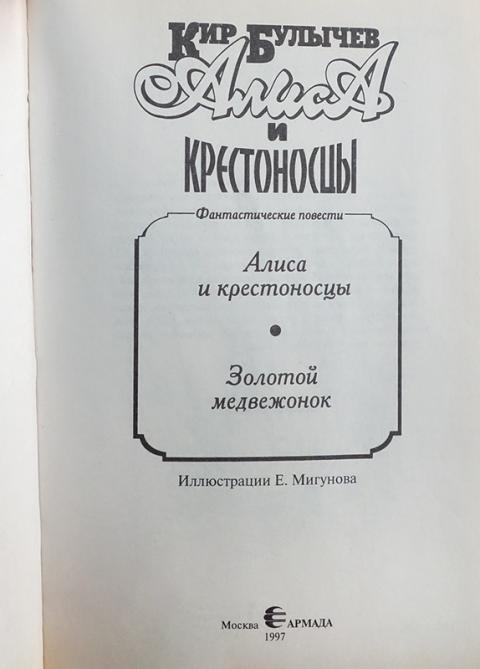 Кир Булычев
Алиса
и
Крестоносцы
Фантастические повести
Алиса
и крестоносцы
•
Золотой
медвежонок
Иллюстрации Е. Мигунова
Москва АРМАДА
1997